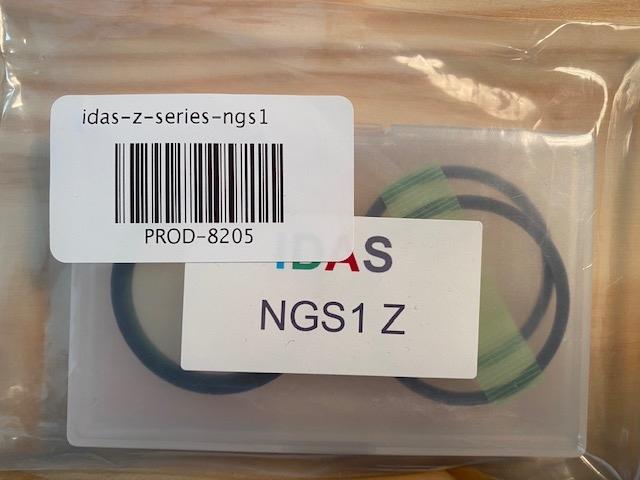 idas-z-series-ngs1
PROD-8205
IDAS
NGS1 Z